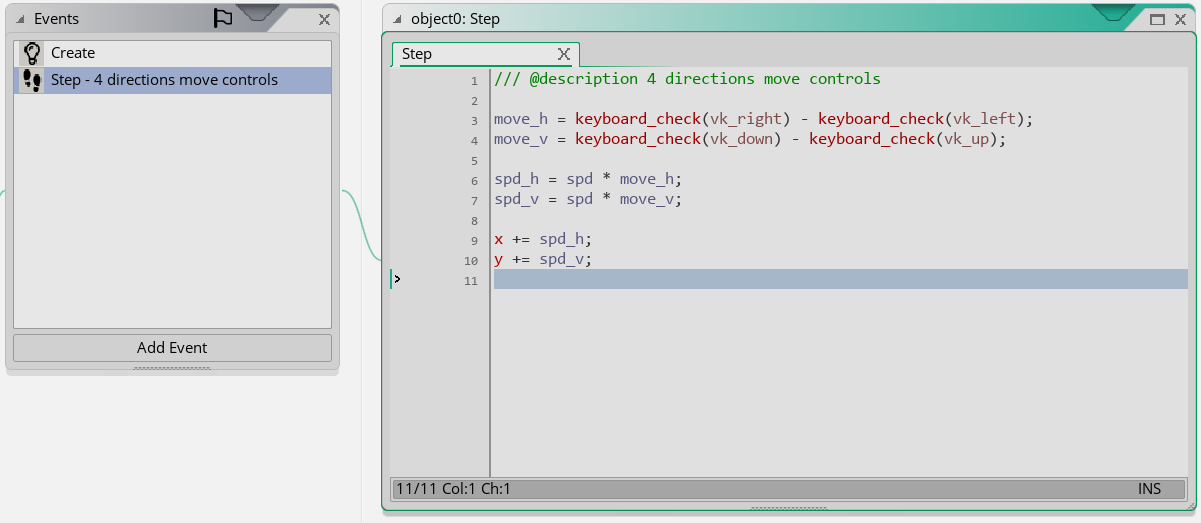 Events
Create
Step - 4 directions move controls
Add Event
object0: Step
Step
1 /// @description 4 directions move controls
2
3 move_h = keyboard_check(vk_right) - keyboard_check(vk_left);
4 move_v = keyboard_check(vk_down) - keyboard_check(vk_up);
5
6 spd_h = spd * move_h;
7 spd_v = spd * move_v;
8
9 x += spd_h;
10 y += spd_v;
11
11/11 Col:1 Ch:1 INS